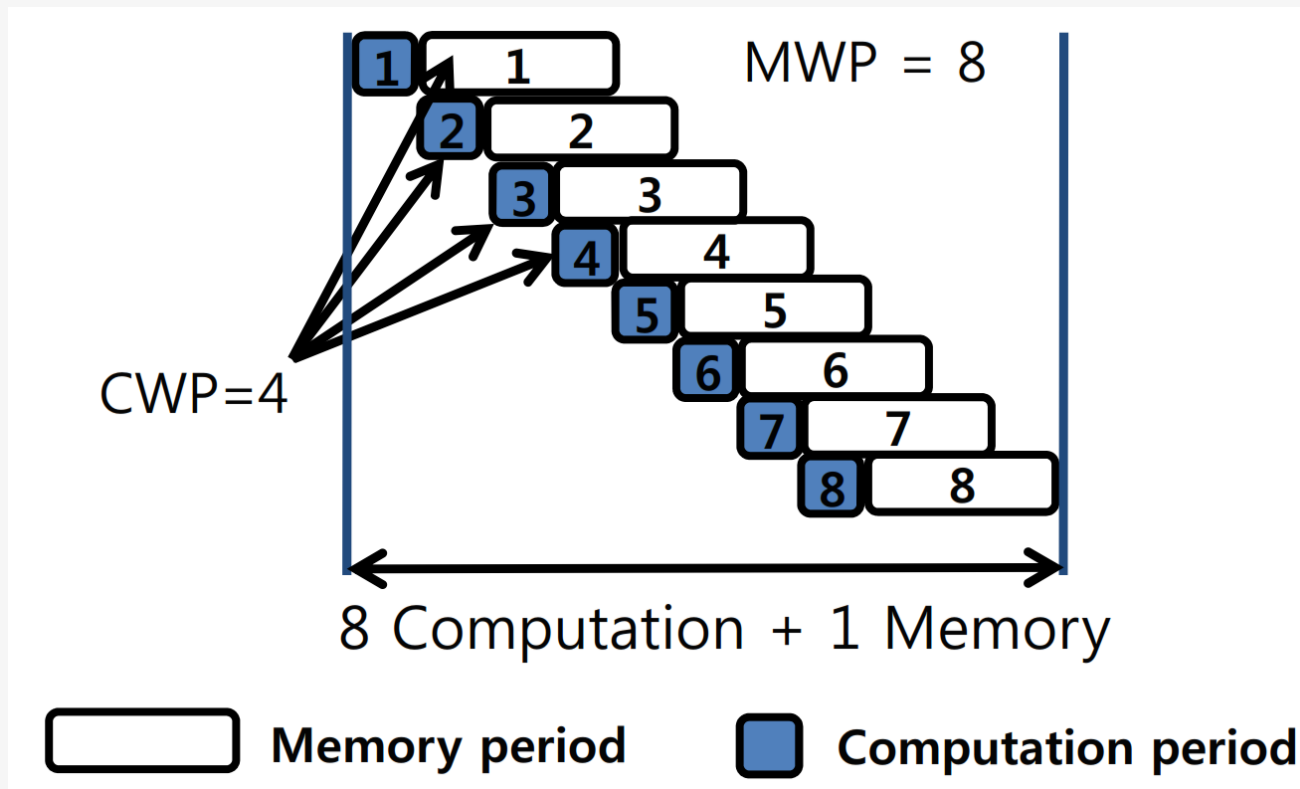 1 1 MWP = 8
2 2
3 3
4 4
5 5
6 6
CWP=4
7 7
8 8
8 Computation + 1 Memory
Memory period Computation period